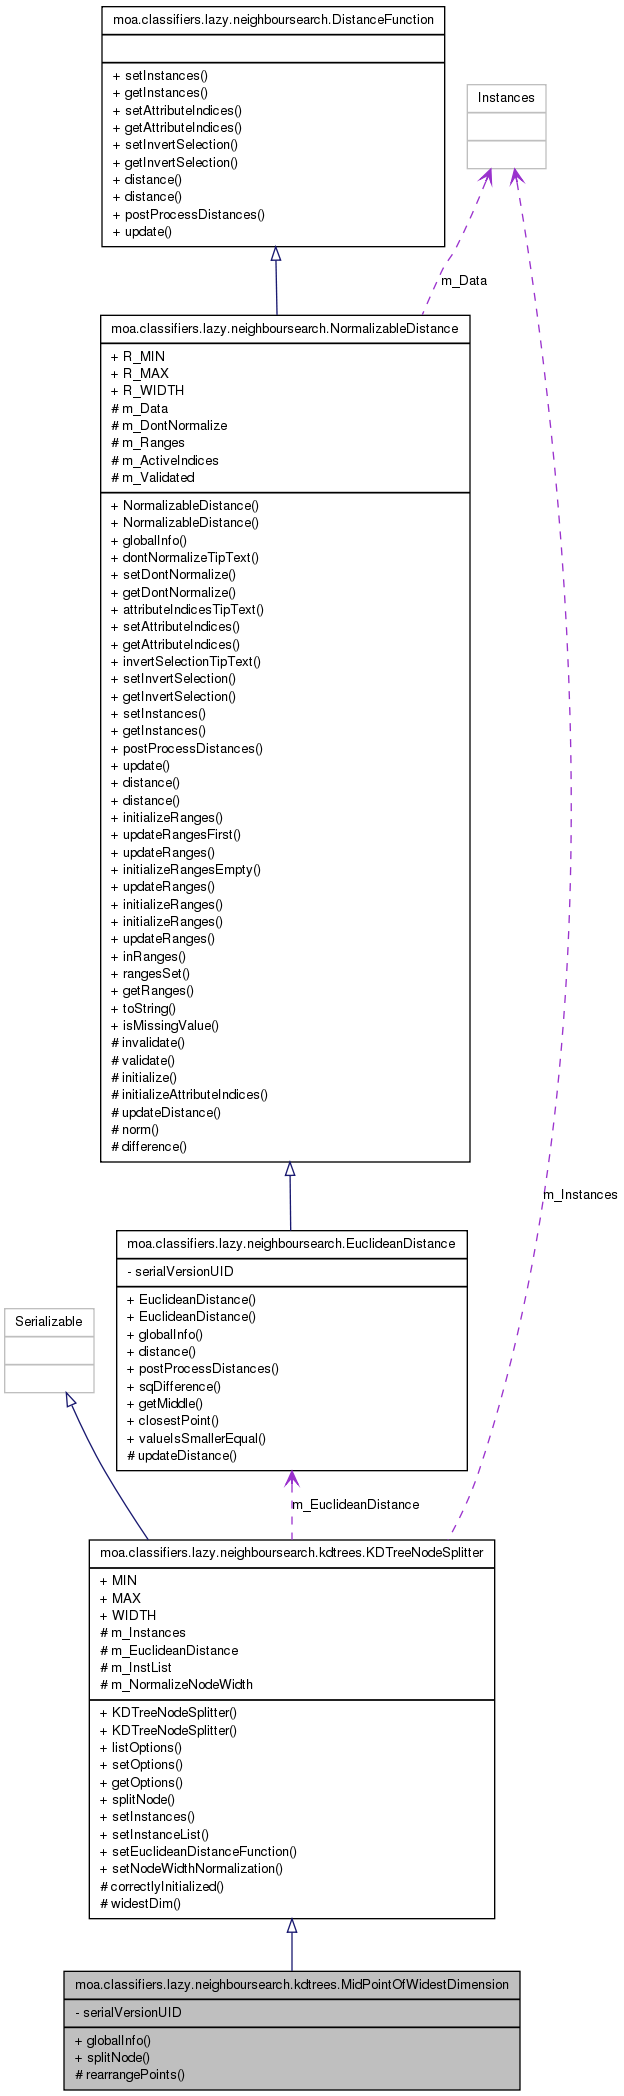 moa.classifiers.lazy.neighboursearch.DistanceFunction
+ setInstances()
+ getInstances()
+ setAttributeIndices()
+ getAttributeIndices()
+ setInvertSelection()
+ getInvertSelection()
+ distance()
+ distance()
+ postProcessDistances()
+ update()
Instances
m_Data
moa.classifiers.lazy.neighboursearch.NormalizableDistance
+ R_MIN
+ R_MAX
+ R_WIDTH
# m_Data
# m_DontNormalize
# m_Ranges
# m_ActiveIndices
# m_Validated
+ NormalizableDistance()
+ NormalizableDistance()
+ globalInfo()
+ dontNormalizeTipText()
+ setDontNormalize()
+ getDontNormalize()
+ attributeIndicesTipText()
+ setAttributeIndices()
+ getAttributeIndices()
+ invertSelectionTipText()
+ setInvertSelection()
+ getInvertSelection()
+ setInstances()
+ getInstances()
+ postProcessDistances()
+ update()
+ distance()
+ distance()
+ initializeRanges()
+ updateRangesFirst()
+ updateRanges()
+ initializeRangesEmpty()
+ updateRanges()
+ initializeRanges()
+ initializeRanges()
+ updateRanges()
+ inRanges()
+ rangesSet()
+ getRanges()
+ toString()
+ isMissingValue()
# invalidate()
# validate()
# initialize()
# initializeAttributeIndices()
# updateDistance()
# norm()
# difference()
m_Instances
moa.classifiers.lazy.neighboursearch.EuclideanDistance
- serialVersionUID
+ EuclideanDistance()
+ EuclideanDistance()
+ globalInfo()
+ distance()
+ postProcessDistances()
+ sqDifference()
+ getMiddle()
+ closestPoint()
+ valueIsSmallerEqual()
# updateDistance()
Serializable
m_EuclideanDistance
moa.classifiers.lazy.neighboursearch.kdtrees.KDTreeNodeSplitter
+ MIN
+ MAX
+ WIDTH
# m_Instances
# m_EuclideanDistance
# m_InstList
# m_NormalizeNodeWidth
+ KDTreeNodeSplitter()
+ KDTreeNodeSplitter()
+ listOptions()
+ setOptions()
+ getOptions()
+ splitNode()
+ setInstances()
+ setInstanceList()
+ setEuclideanDistanceFunction()
+ setNodeWidthNormalization()
# correctlyInitialized()
# widestDim()
moa.classifiers.lazy.neighboursearch.kdtrees.MidPointOfWidestDimension
- serialVersionUID
+ globalInfo()
+ splitNode()
# rearrangePoints()